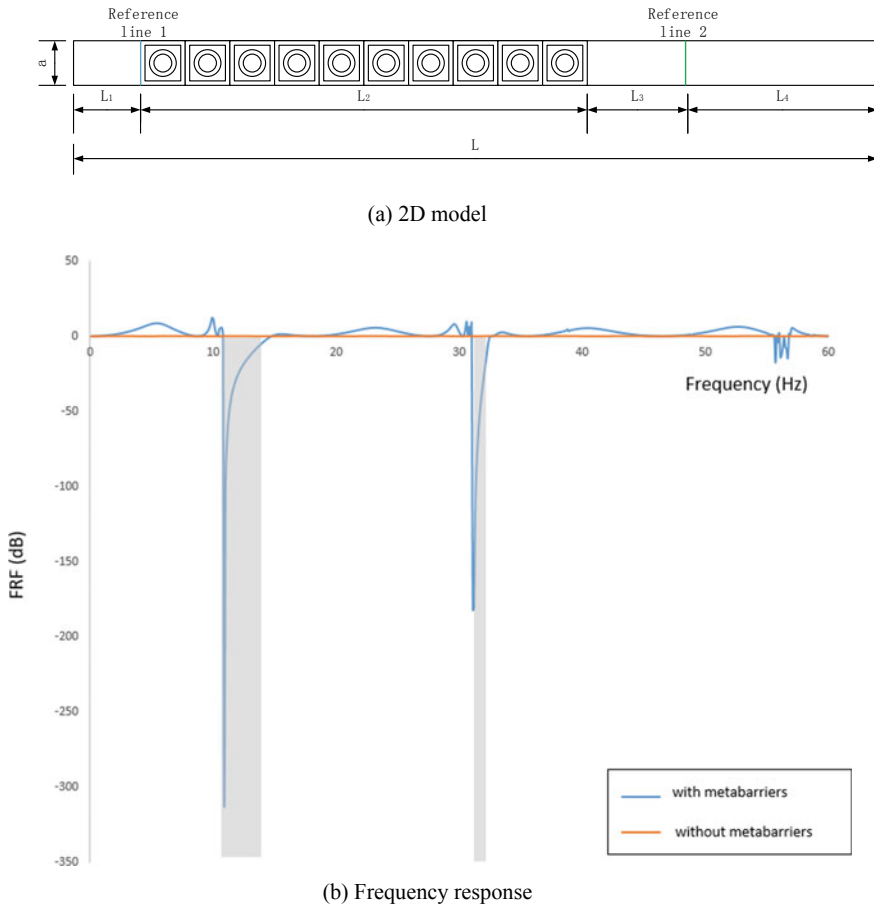 Reference
line 1
Reference
line 2
a
L₁
L₂
L₃
L₄
L
(a) 2D model
50
0
0
10
20
30
40
50
60
Frequency (Hz)
-50
-100
-150
-200
-250
-300
-350
FRF (dB)
with metabarriers
without metabarriers
(b) Frequency response